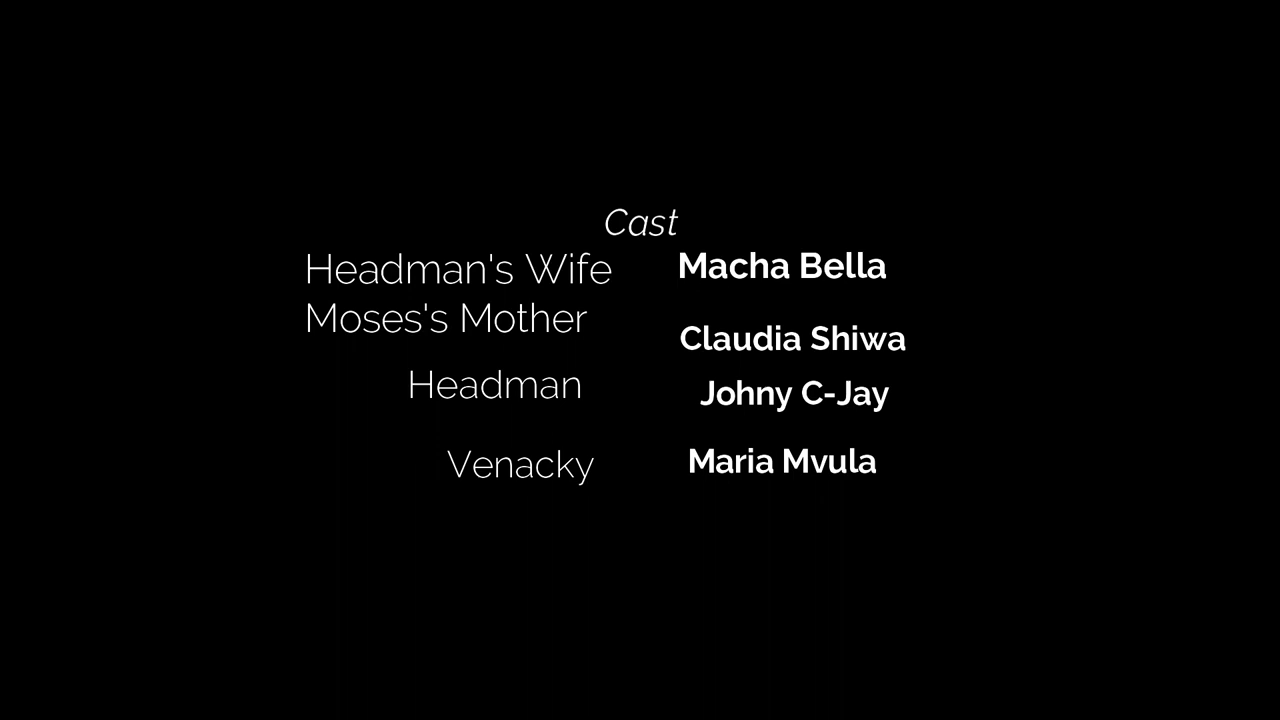 Cast
Headman's Wife Macha Bella
Moses's Mother Claudia Shiwa
Headman Johny C-Jay
Venacky Maria Mvula